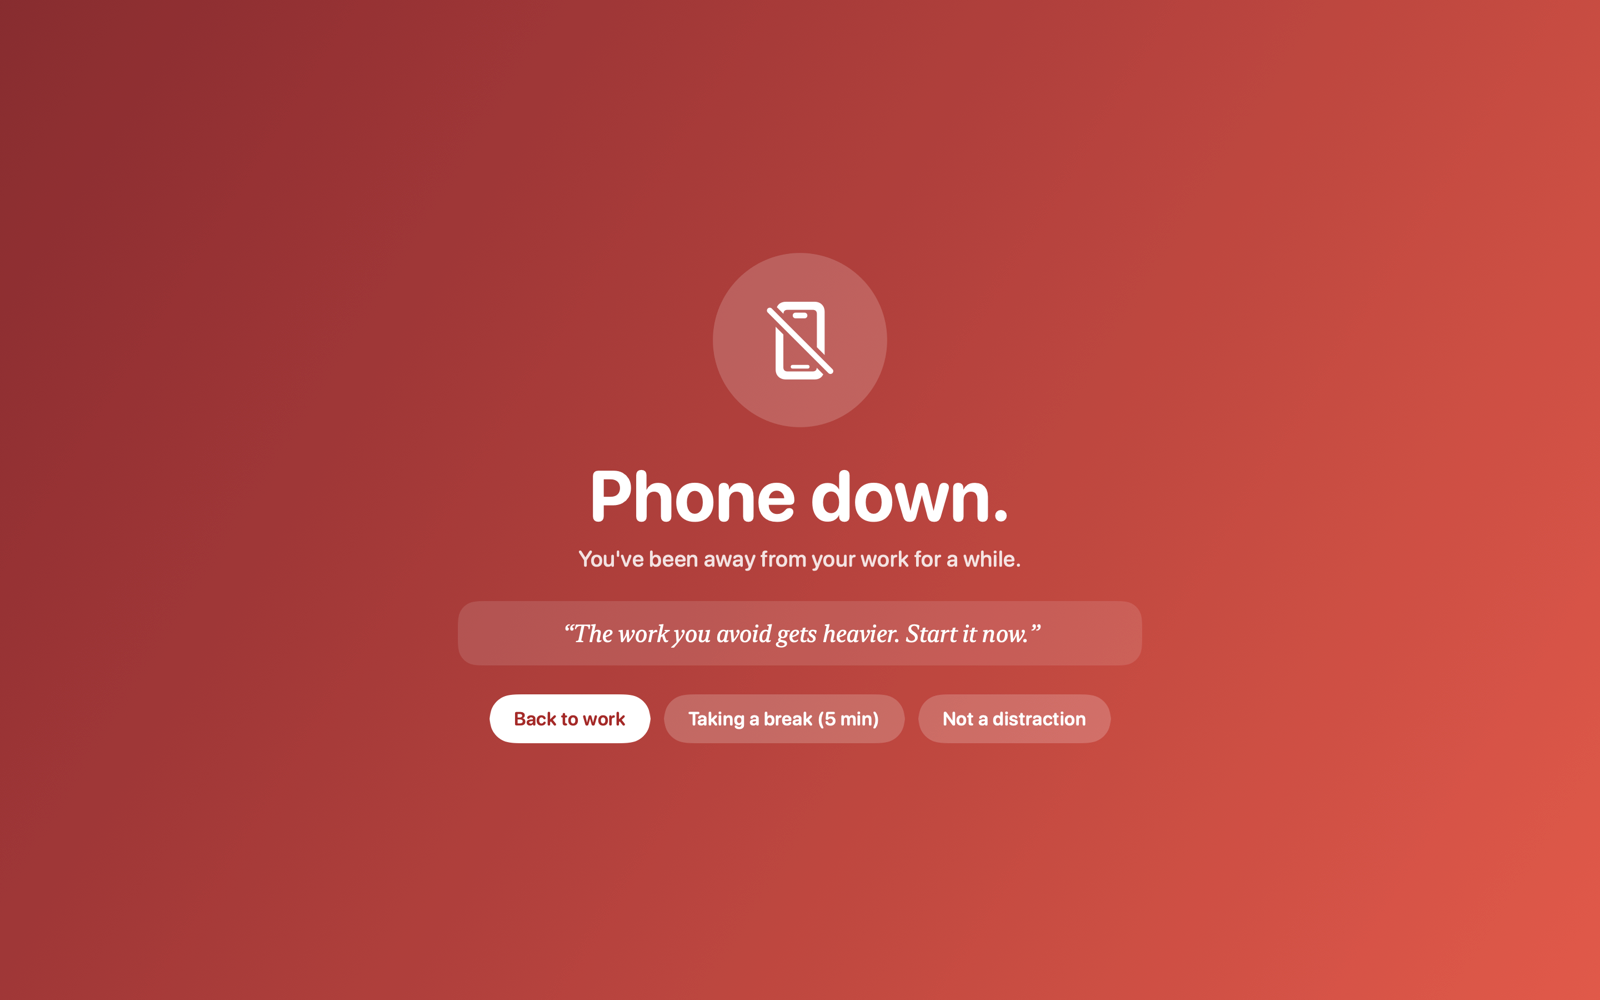 Phone down.
You've been away from your work for a while.
“The work you avoid gets heavier. Start it now.”
Back to work
Taking a break (5 min)
Not a distraction